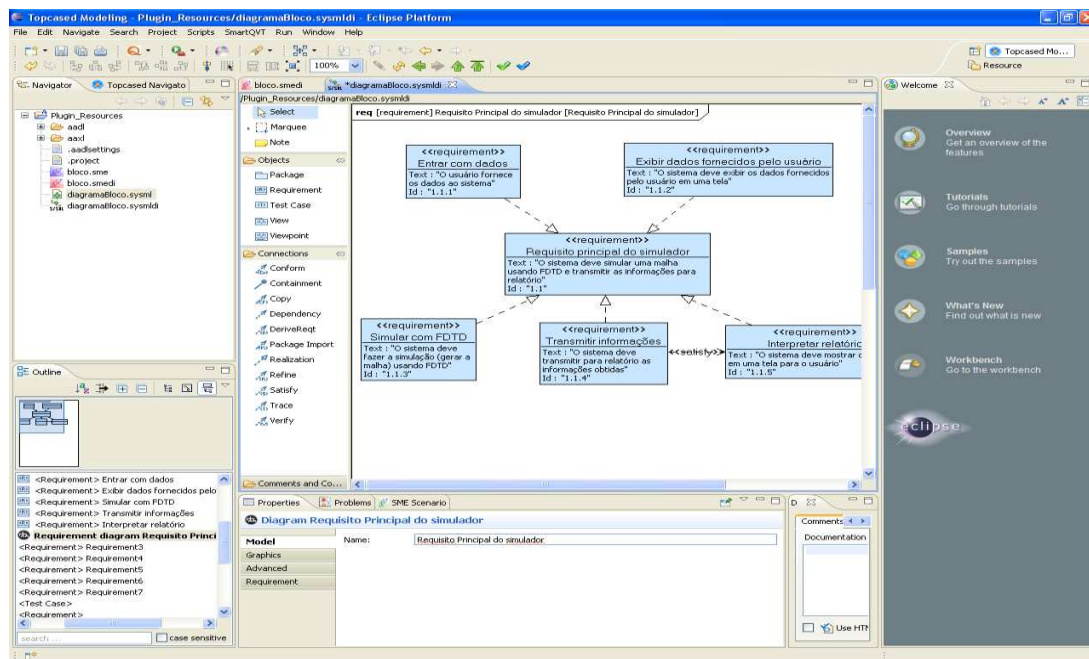 Topcased Modeling - Plugin_Resources/diagramaBloco.sysmldi - Eclipse Platform
File Edit Navigate Search Project Scripts SmartQVT Run Window Help
100%
Topcased Mo...
Resource
Navigator
Topcased Navigato
Plugin_Resources
aadl
aaxl
.aadlsettings
.project
bloco.sme
bloco.smedi
diagramaBloco.sysml
diagramaBloco.sysmldi
bloco.smedi
*diagramaBloco.sysmldi
/Plugin_Resources/diagramaBloco.sysmldi
Select
Marquee
Note
Objects
Package
Requirement
Test Case
View
Viewpoint
Connections
Conform
Containment
Copy
Dependency
DeriveReqt
Package Import
Realization
Refine
Satisfy
Trace
Verify
Comments and Co...
req [requirement] Requisito Principal do simulador [Requisito Principal do simulador]
<<requirement>>
Entrar com dados
Text : "O usuário fornece
os dados ao sistema"
Id : "1.1.1"
<<requirement>>
Exibir dados fornecidos pelo usuário
Text : "O sistema deve exibir os dados fornecidos
pelo usuário em uma tela"
Id : "1.1.2"
<<requirement>>
Requisito principal do simulador
Text : "O sistema deve simular uma malha
usando FDTD e transmitir as informações para
relatório"
Id : "1.1"
<<requirement>>
Simular com FDTD
Text : "O sistema deve
fazer a simulação (gerar a
malha) usando FDTD"
Id : "1.1.3"
<<requirement>>
Transmitir informações
Text : "O sistema deve
transmitir para relatório as
informações obtidas"
Id : "1.1.4"
<<satisfy>>
<<requirement>>
Interpretar relatóric
Text : "O sistema deve mostrar
numa tela para o usuário"
Id : "1.1.5"
Welcome
Overview
Get an overview of the
features
Tutorials
Go through tutorials
Samples
Try out the samples
What's New
Find out what is new
Workbench
Go to the workbench
eclipse
Outline
<Requirement> Entrar com dados
<Requirement> Exibir dados fornecidos pelo
<Requirement> Simular com FDTD
<Requirement> Transmitir informações
<Requirement> Interpretar relatório
Requirement diagram Requisito Princi
<Requirement> Requirement3
<Requirement> Requirement4
<Requirement> Requirement5
<Requirement> Requirement6
<Requirement> Requirement7
<Test Case>
<Requirement>
search ...
case sensitive
Properties
Problems
SME Scenario
Diagram Requisito Principal do simulador
Model
Graphics
Advanced
Requirement
Name:
Requisito Principal do simulador
D
Comments
Documentation
Use HTM